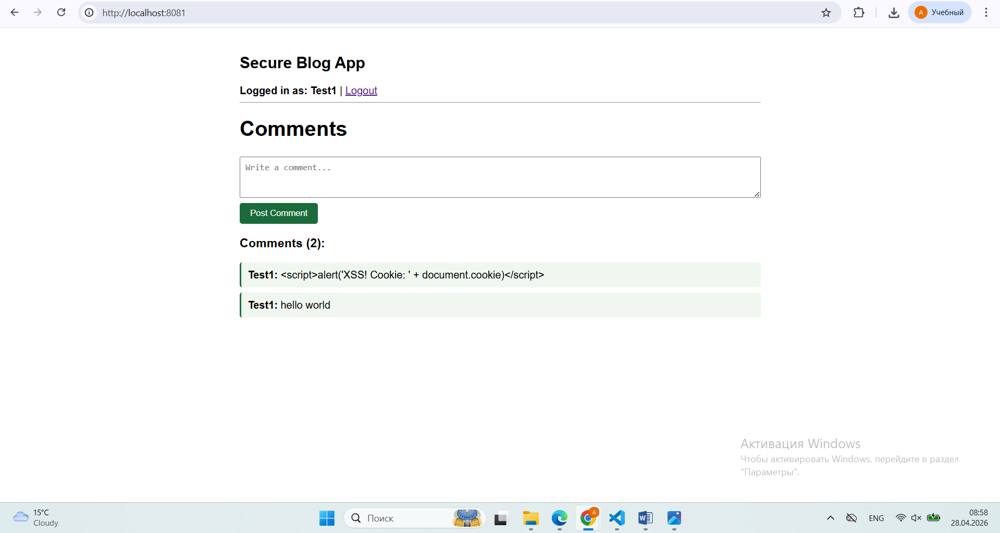 http://localhost:8081
А Учебный
Secure Blog App
Logged in as: Test1 | Logout
Comments
Write a comment...
Post Comment
Comments (2):
Test1: <script>alert('XSS! Cookie: ' + document.cookie)</script>
Test1: hello world
Активация Windows
Чтобы активировать Windows, перейдите в раздел
"Параметры".
15°C
Cloudy
Поиск
A
ENG
08:58
28.04.2026